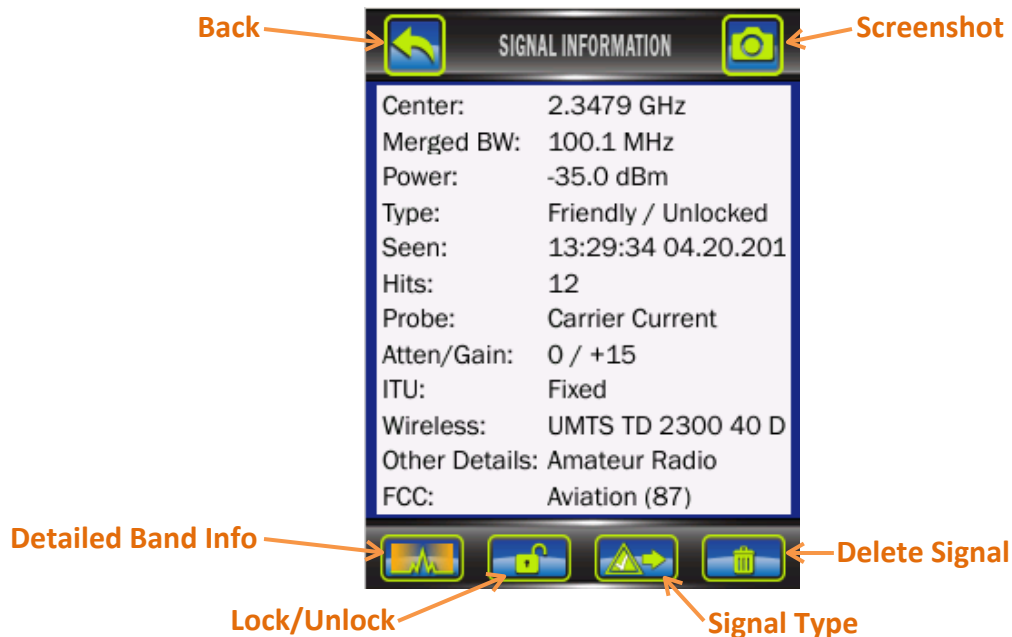 Back
SIGNAL INFORMATION
Screenshot
Center: 2.3479 GHz
Merged BW: 100.1 MHz
Power: -35.0 dBm
Type: Friendly / Unlocked
Seen: 13:29:34 04.20.201
Hits: 12
Probe: Carrier Current
Atten/Gain: 0 / +15
ITU: Fixed
Wireless: UMTS TD 2300 40 D
Other Details: Amateur Radio
FCC: Aviation (87)
Detailed Band Info
Delete Signal
Lock/Unlock
Signal Type